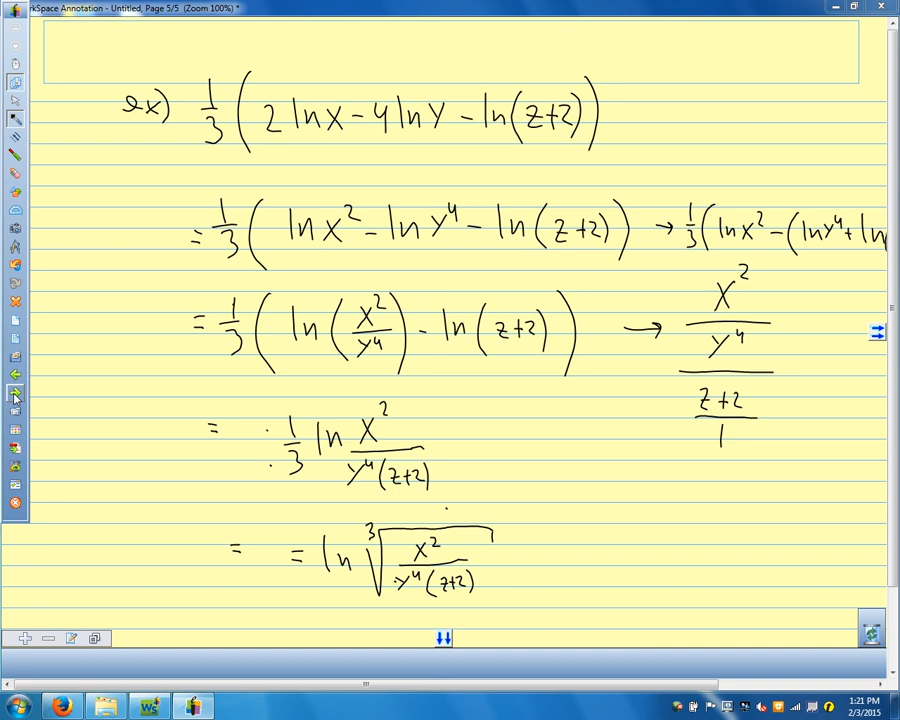 rkSpace Annotation - Untitled, Page 5/5 (Zoom 100%) *
ex) 1/3 (2 ln x - 4 ln y - ln(z+2))
= 1/3 (ln x² - ln y⁴ - ln(z+2)) → 1/3 (ln x² - (ln y⁴ + ln
= 1/3 (ln (x²/y⁴) - ln (z+2)) → x²/y⁴ / (z+2)/1
= 1/3 ln x²/y⁴(z+2)
= = ln ³√x²/y⁴(z+2)
1:21 PM
2/3/2015